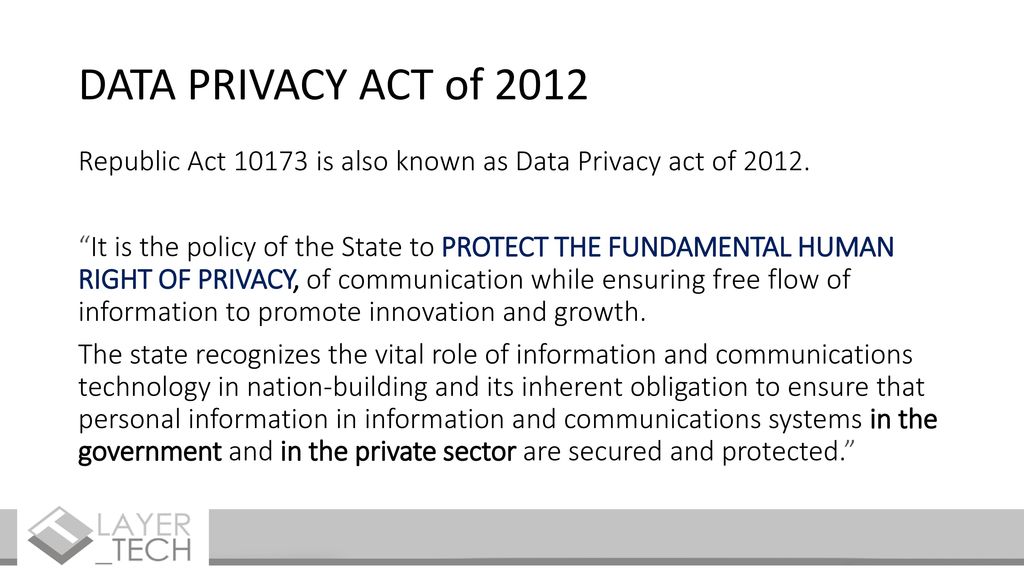 DATA PRIVACY ACT of 2012
Republic Act 10173 is also known as Data Privacy act of 2012.
“It is the policy of the State to PROTECT THE FUNDAMENTAL HUMAN
RIGHT OF PRIVACY, of communication while ensuring free flow of
information to promote innovation and growth.
The state recognizes the vital role of information and communications
technology in nation-building and its inherent obligation to ensure that
personal information in information and communications systems in the
government and in the private sector are secured and protected.”
LAYER
_TECH